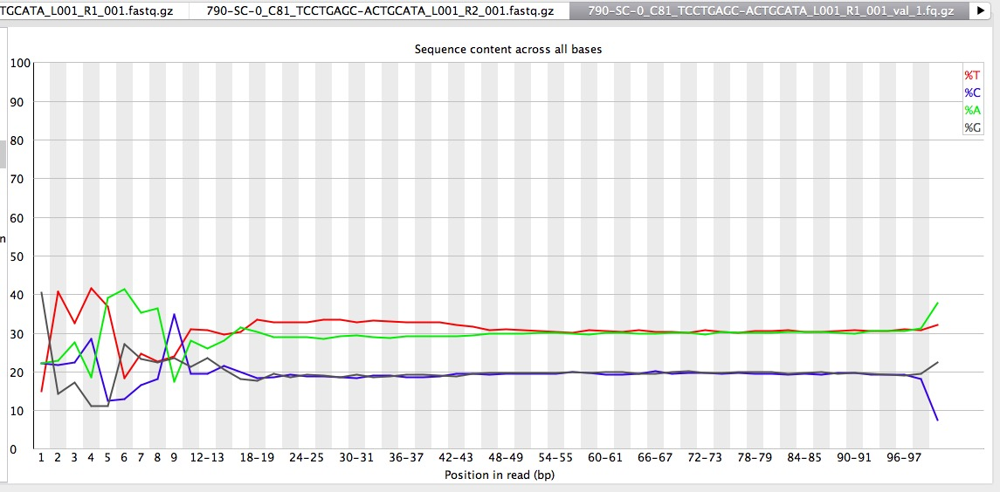 TGCATA_L001_R1_001.fastq.gz 790-SC-0_C81_TCCTGAGC-ACTGCATA_L001_R2_001.fastq.gz 790-SC-0_C81_TCCTGAGC-ACTGCATA_L001_R1_001_val_1.fq.gz
Sequence content across all bases
100
90
80
70
60
50
40
30
20
10
0
%T
%C
%A
%G
n
1 2 3 4 5 6 7 8 9 12-13 18-19 24-25 30-31 36-37 42-43 48-49 54-55 60-61 66-67 72-73 78-79 84-85 90-91 96-97
Position in read (bp)